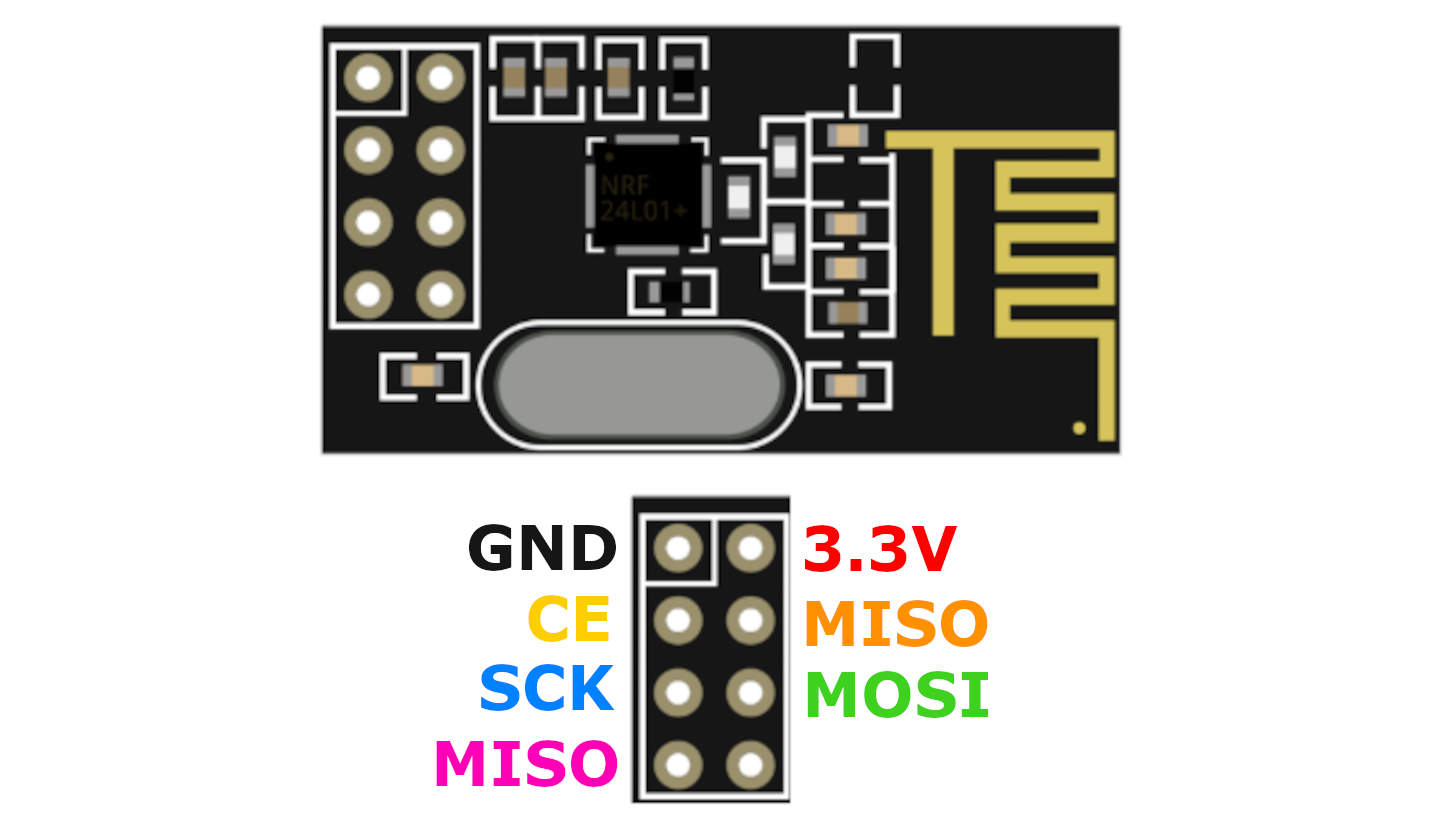 NRF
24L01+
GND 3.3V
CE MISO
SCK MOSI
MISO